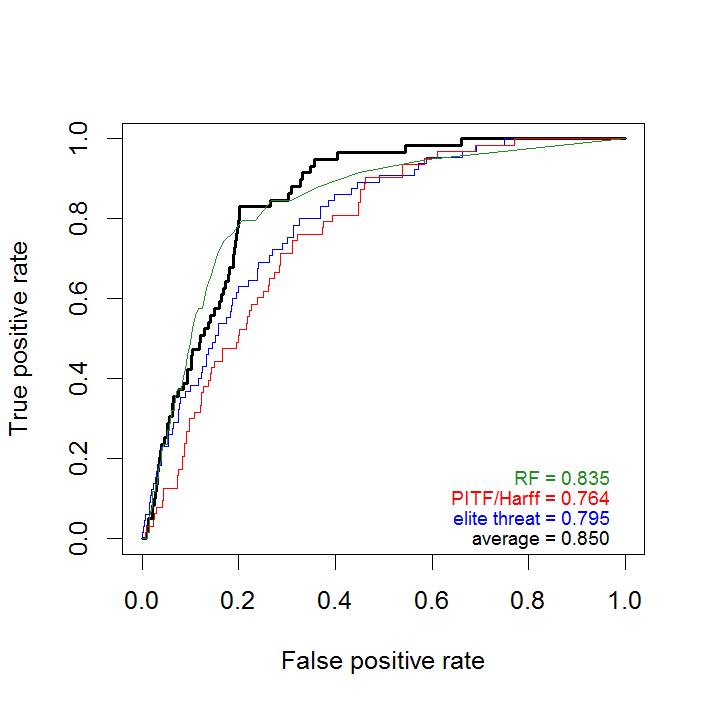 True positive rate
1.0
0.8
0.6
0.4
0.2
0.0
RF = 0.835
PITF/Harff = 0.764
elite threat = 0.795
average = 0.850
0.0 0.2 0.4 0.6 0.8 1.0
False positive rate